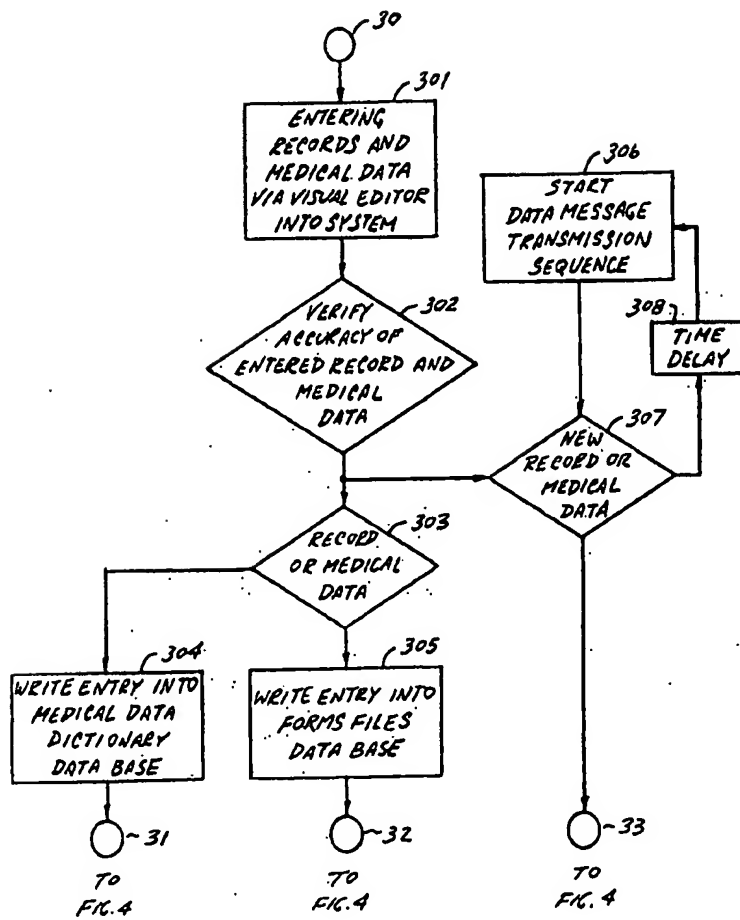 30
301
ENTERING
RECORDS AND
MEDICAL DATA
VIA VISUAL EDITOR
INTO SYSTEM
306
START
DATA MESSAGE
TRANSMISSION
SEQUENCE
302
VERIFY
ACCURACY OF
ENTERED RECORD AND
MEDICAL
DATA
308
TIME
DELAY
307
NEW
RECORD OR
MEDICAL
DATA
303
RECORD
OR MEDICAL
DATA
304
WRITE ENTRY INTO
MEDICAL DATA
DICTIONARY
DATA BASE
305
WRITE ENTRY INTO
FORMS FILES
DATA BASE
31
TO
FIG. 4
32
TO
FIG. 4
33
TO
FIG. 4